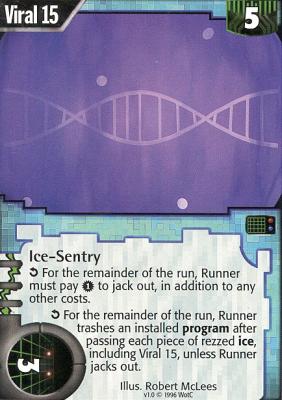 Viral 15
5
Ice-Sentry
For the remainder of the run, Runner
must pay 1 to jack out, in addition to any
other costs.
For the remainder of the run, Runner
trashes an installed program after
passing each piece of rezzed ice,
including Viral 15, unless Runner
jacks out.
3
Illus. Robert McLees
v1.0 © 1996 WotC